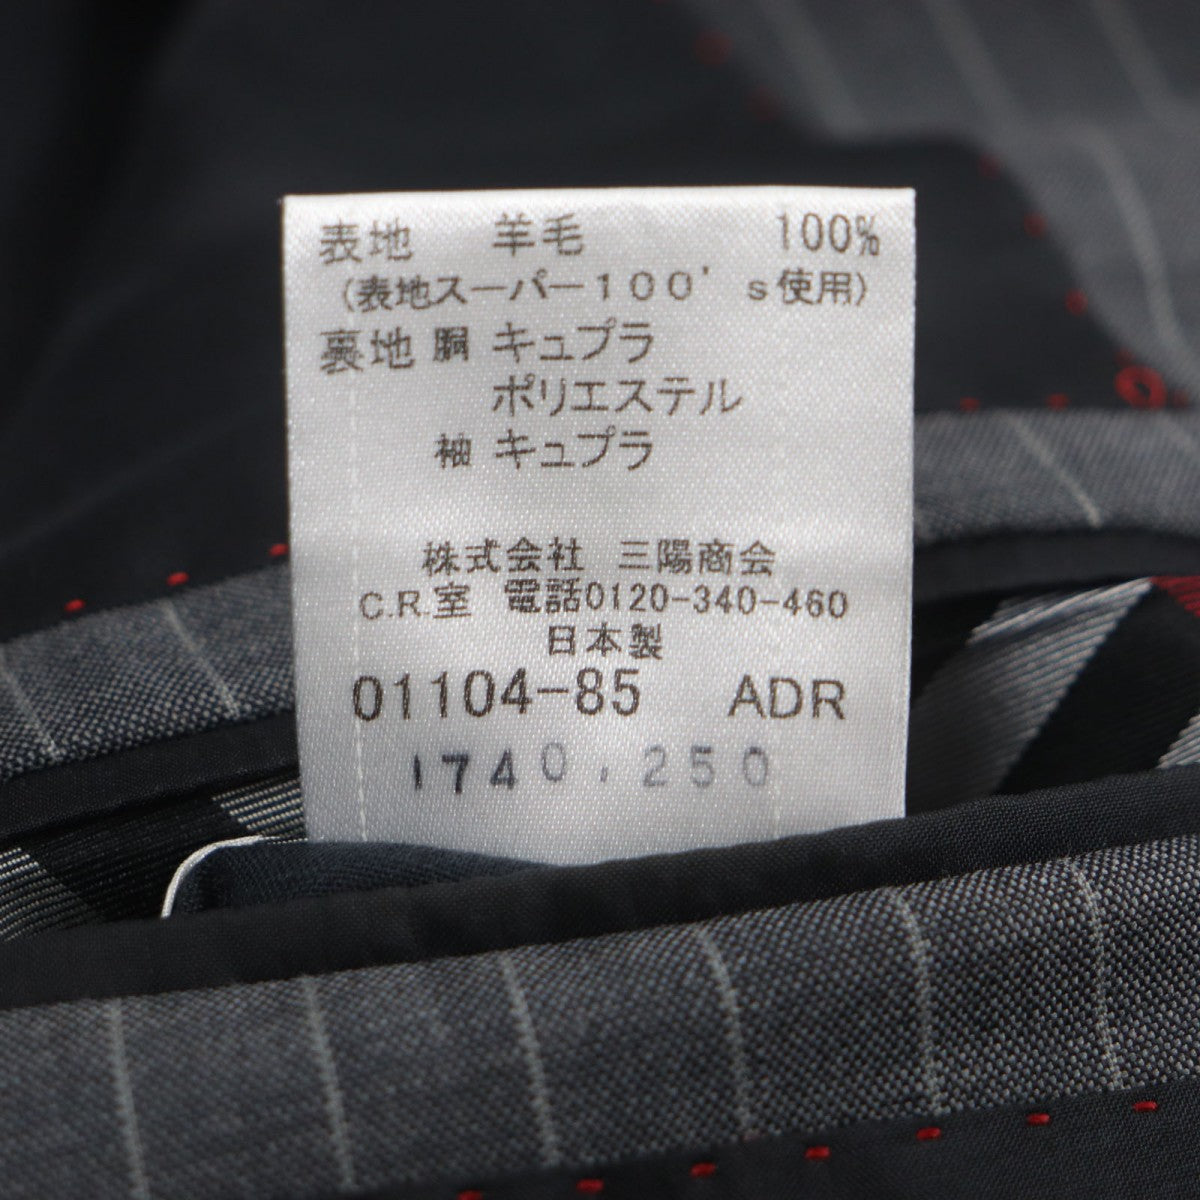 表地 羊毛 100%
(表地スーパー１００'ｓ使用)
裏地 胴 キュプラ
ポリエステル
袖 キュプラ
株式会社 三陽商会
C.R.室 電話0120-340-460
日本製
01104-85 ADR
1740.250